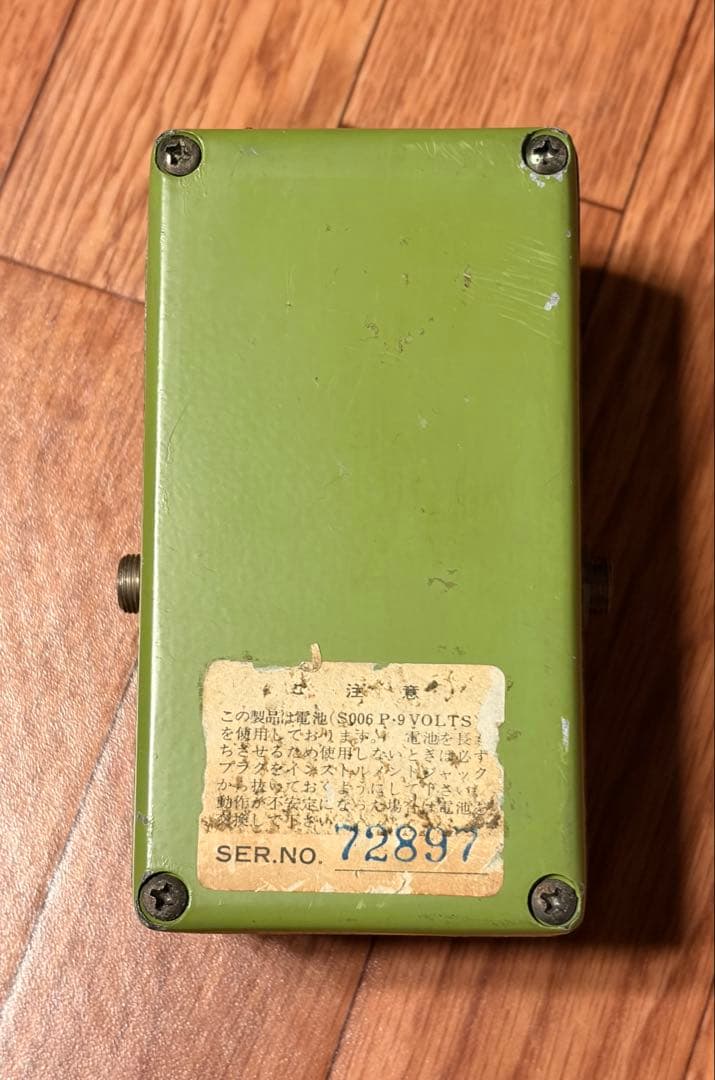 ご 注 意
この製品は電池(S006P・9VOLTS)
を使用しております。 電池を長
ちさせるため使用しないときは必ず
プラグをインストルメントジャック
から抜いておくようにして下さい。
動作が不安定になった場合は電池
交換して下さい
SER.NO. 72897